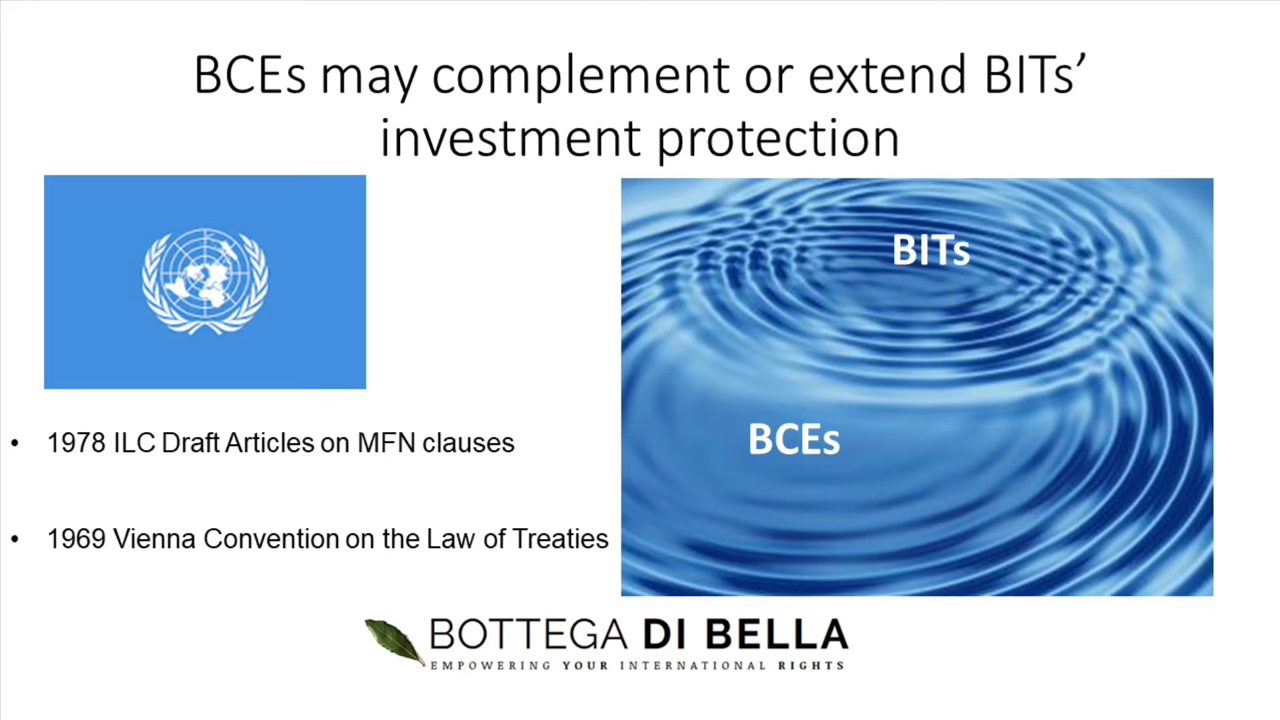 BCEs may complement or extend BITs’
investment protection
BITs
BCEs
• 1978 ILC Draft Articles on MFN clauses
• 1969 Vienna Convention on the Law of Treaties
BOTTEGA DI BELLA
EMPOWERING YOUR INTERNATIONAL RIGHTS